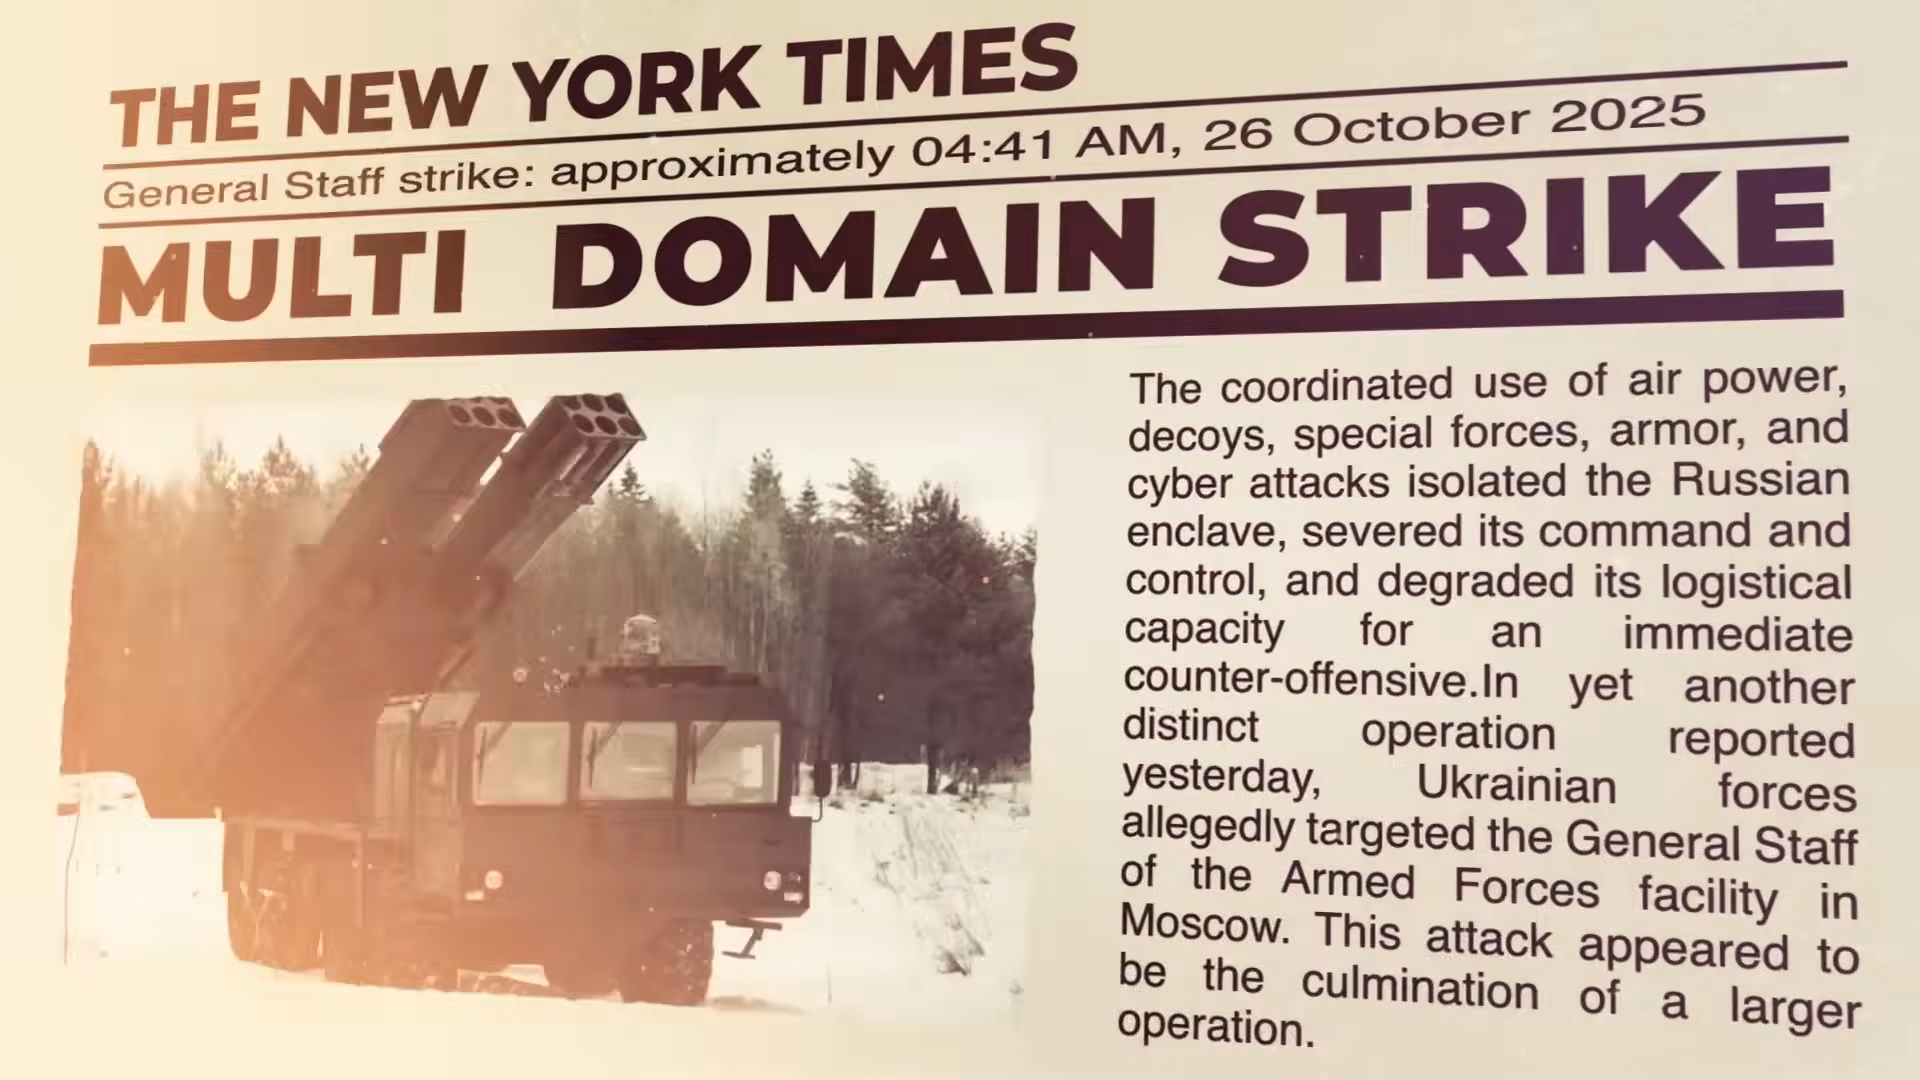 THE NEW YORK TIMES
General Staff strike: approximately 04:41 AM, 26 October 2025
MULTI DOMAIN STRIKE
The coordinated use of air power,
decoys, special forces, armor, and
cyber attacks isolated the Russian
enclave, severed its command and
control, and degraded its logistical
capacity for an immediate
counter-offensive.In yet another
distinct operation reported
yesterday, Ukrainian forces
allegedly targeted the General Staff
of the Armed Forces facility in
Moscow. This attack appeared to
be the culmination of a larger
operation.